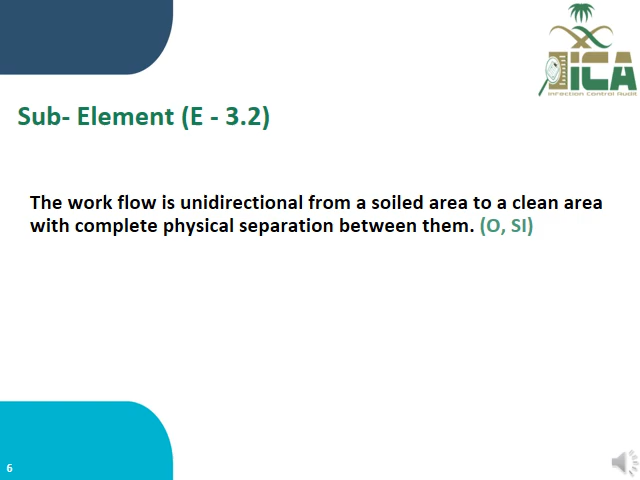 iCA
Infection Control Audit
Sub- Element (E - 3.2)
The work flow is unidirectional from a soiled area to a clean area
with complete physical separation between them. (O, SI)
6